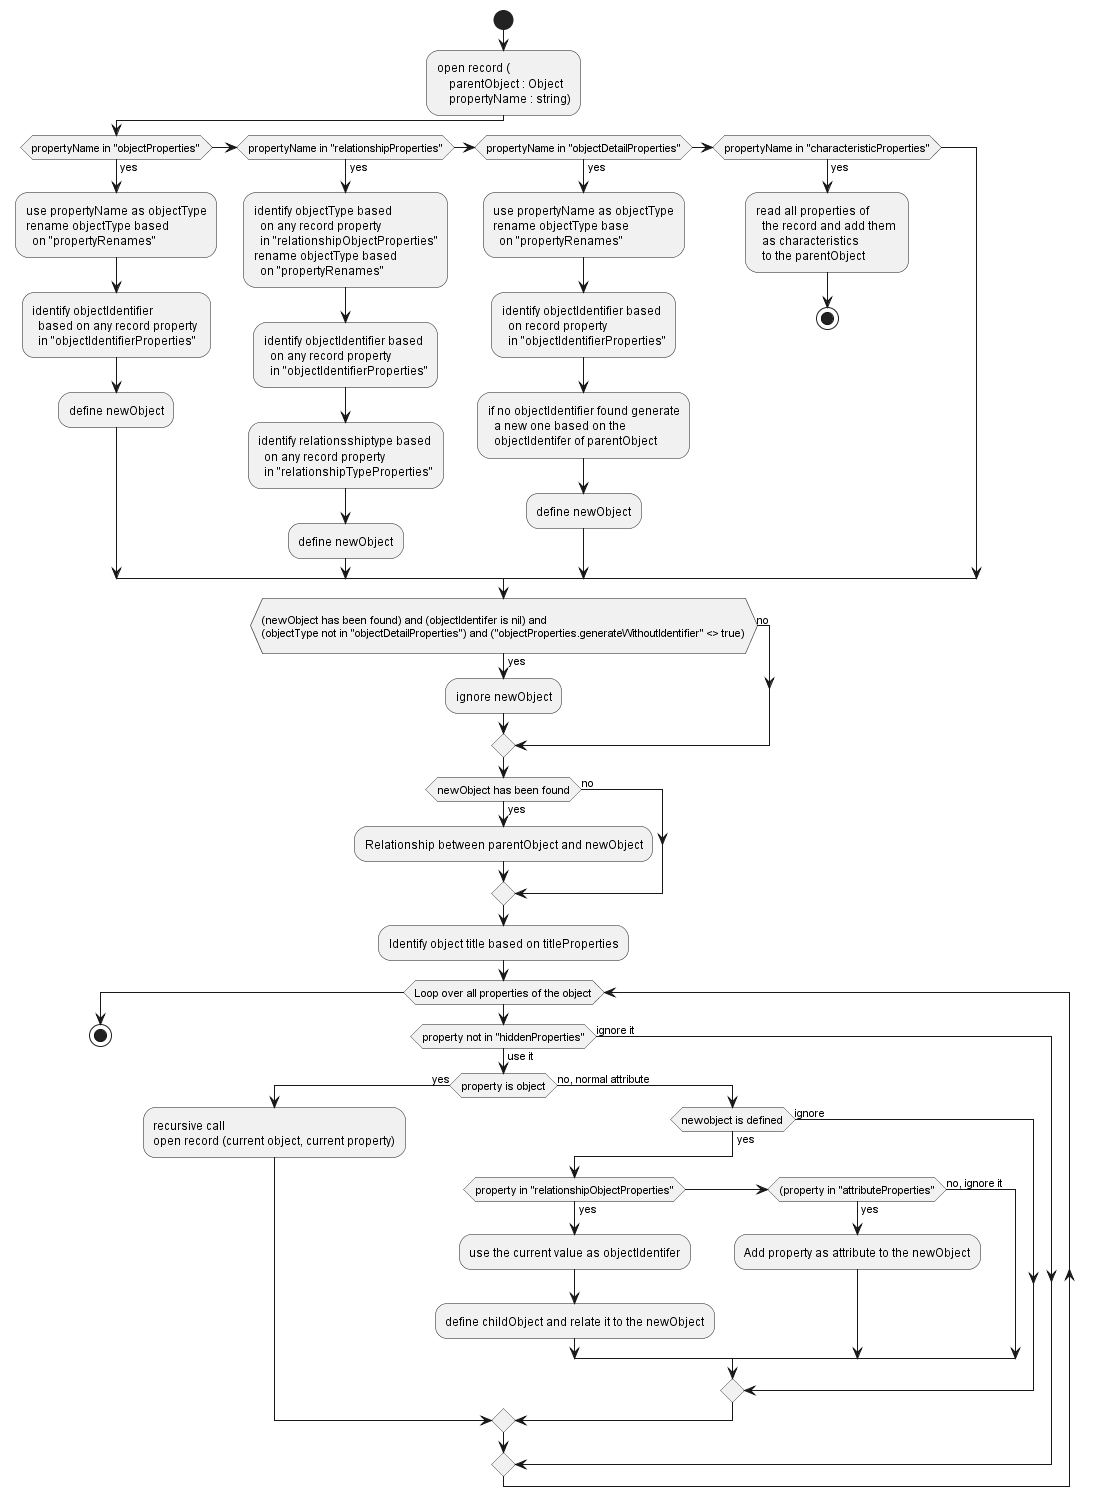 open record (
parentObject : Object
propertyName : string)
propertyName in "objectProperties"
yes
use propertyName as objectType
rename objectType based
on "propertyRenames"
identify objectIdentifier
based on any record property
in "objectIdentifierProperties"
define newObject
propertyName in "relationshipProperties"
yes
identify objectType based
on any record property
in "relationshipObjectProperties"
rename objectType based
on "propertyRenames"
identify objectIdentifier based
on any record property
in "objectIdentifierProperties"
identify relationsshiptype based
on any record property
in "relationshipTypeProperties"
define newObject
propertyName in "objectDetailProperties"
yes
use propertyName as objectType
rename objectType base
on "propertyRenames"
identify objectIdentifier based
on record property
in "objectIdentifierProperties"
if no objectIdentifier found generate
a new one based on the
objectIdentifer of parentObject
define newObject
propertyName in "characteristicProperties"
yes
read all properties of
the record and add them
as characteristics
to the parentObject
(newObject has been found) and (objectIdentifer is nil) and
(objectType not in "objectDetailProperties") and ("objectProperties.generateWithoutIdentifier" <> true)
no
yes
ignore newObject
newObject has been found
no
yes
Relationship between parentObject and newObject
Identify object title based on titleProperties
Loop over all properties of the object
property not in "hiddenProperties"
ignore it
use it
yes
property is object
no, normal attribute
recursive call
open record (current object, current property)
newobject is defined
ignore
yes
property in "relationshipObjectProperties"
yes
use the current value as objectIdentifer
define childObject and relate it to the newObject
(property in "attributeProperties"
no, ignore it
yes
Add property as attribute to the newObject